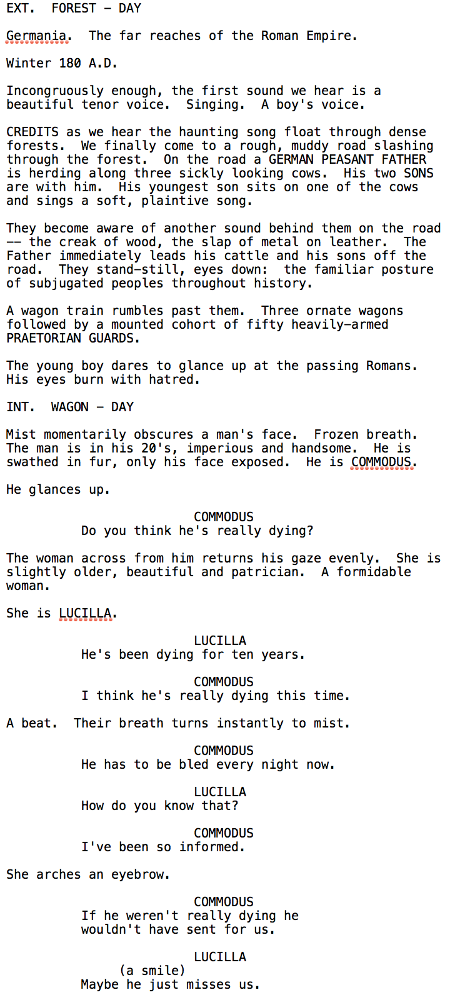 EXT.  FOREST - DAY
Germania.  The far reaches of the Roman Empire.
Winter 180 A.D.
Incongruously enough, the first sound we hear is a
beautiful tenor voice.  Singing.  A boy's voice.
CREDITS as we hear the haunting song float through dense
forests.  We finally come to a rough, muddy road slashing
through the forest.  On the road a GERMAN PEASANT FATHER
is herding along three sickly looking cows.  His two SONS
are with him.  His youngest son sits on one of the cows
and sings a soft, plaintive song.
They become aware of another sound behind them on the road
-- the creak of wood, the slap of metal on leather.  The
Father immediately leads his cattle and his sons off the
road.  They stand-still, eyes down:  the familiar posture
of subjugated peoples throughout history.
A wagon train rumbles past them.  Three ornate wagons
followed by a mounted cohort of fifty heavily-armed
PRAETORIAN GUARDS.
The young boy dares to glance up at the passing Romans.
His eyes burn with hatred.
INT.  WAGON - DAY
Mist momentarily obscures a man's face.  Frozen breath.
The man is in his 20's, imperious and handsome.  He is
swathed in fur, only his face exposed.  He is COMMODUS.
He glances up.
COMMODUS
Do you think he's really dying?
The woman across from him returns his gaze evenly.  She is
slightly older, beautiful and patrician.  A formidable
woman.
She is LUCILLA.
LUCILLA
He's been dying for ten years.
COMMODUS
I think he's really dying this time.
A beat.  Their breath turns instantly to mist.
COMMODUS
He has to be bled every night now.
LUCILLA
How do you know that?
COMMODUS
I've been so informed.
She arches an eyebrow.
COMMODUS
If he weren't really dying he
wouldn't have sent for us.
LUCILLA
(a smile)
Maybe he just misses us.